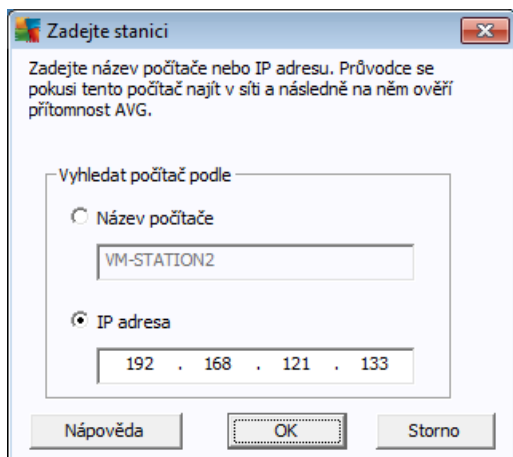 Zadejte stanici
Zadejte název počítače nebo IP adresu. Průvodce se
pokusi tento počítač najít v síti a následně na něm ověří
přítomnost AVG.
Vyhledat počítač podle
Název počítače
VM-STATION2
IP adresa
192 . 168 . 121 . 133
Nápověda OK Storno